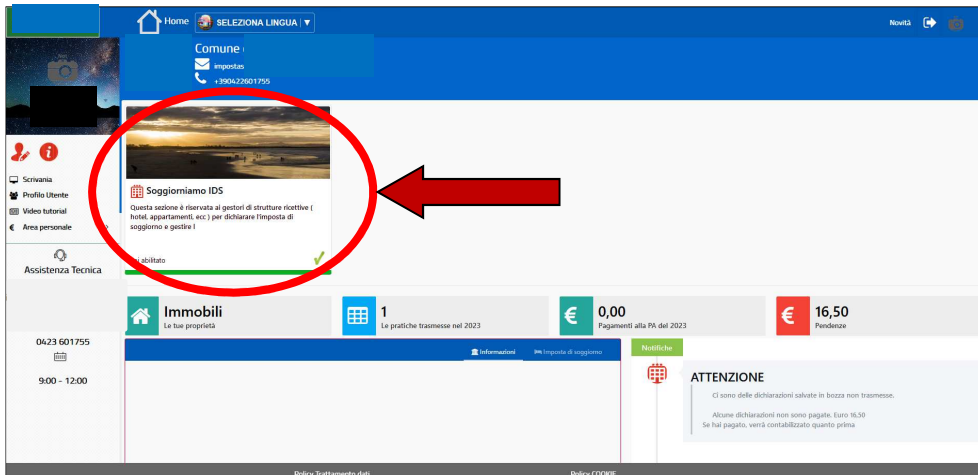 Home SELEZIONA LINGUA | ▼ Novità
Comune
impostas
+390422601755
Scrivania
Profilo Utente
Video tutorial
€ Area personale
Assistenza Tecnica
0423 601755
9:00 - 12:00
Soggiorniamo IDS
Questa sezione è riservata ai gestori di strutture ricettive (
hotel, appartamenti, ecc ) per dichiarare l'imposta di
soggiorno e gestire l
abilitato
Immobili
Le tue proprietà
1
Le pratiche trasmesse nel 2023
€ 0,00
Pagamenti alla PA del 2023
€ 16,50
Pendenze
Informazioni Imposta di soggiorno
Notifiche
ATTENZIONE
Ci sono delle dichiarazioni salvate in bozza non trasmesse.
Alcune dichiarazioni non sono pagate. Euro 16,50
Se hai pagato, verrà contabilizzato quanto prima
Policy Trattamento dati Policy COOKIE